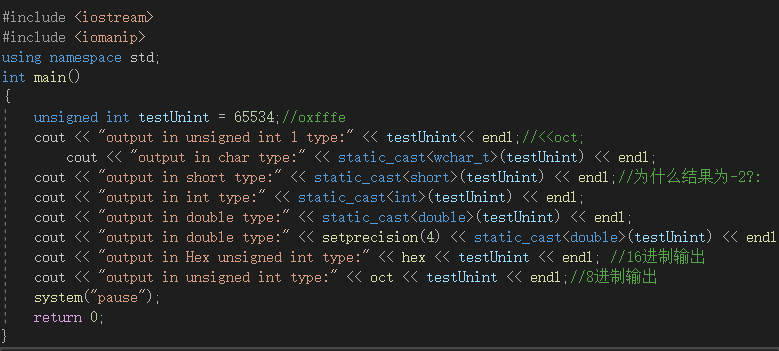 #include <iostream>
#include <iomanip>
using namespace std;
int main()
{
    unsigned int testUnint = 65534;//oxfffe
    cout << "output in unsigned int l type:" << testUnint<< endl;//<<oct;
        cout << "output in char type:" << static_cast<wchar_t>(testUnint) << endl;
    cout << "output in short type:" << static_cast<short>(testUnint) << endl;//为什么结果为-2?:
    cout << "output in int type:" << static_cast<int>(testUnint) << endl;
    cout << "output in double type:" << static_cast<double>(testUnint) << endl;
    cout << "output in double type:" << setprecision(4) << static_cast<double>(testUnint) << endl
    cout << "output in Hex unsigned int type:" << hex << testUnint << endl; //16进制输出
    cout << "output in unsigned int type:" << oct << testUnint << endl;//8进制输出
    system("pause");
    return 0;
}